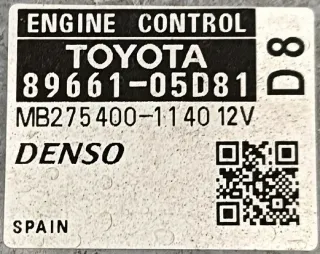 ENGINE CONTROL
TOYOTA
89661-05D81
D8
MB275400-1140 12V
DENSO
SPAIN